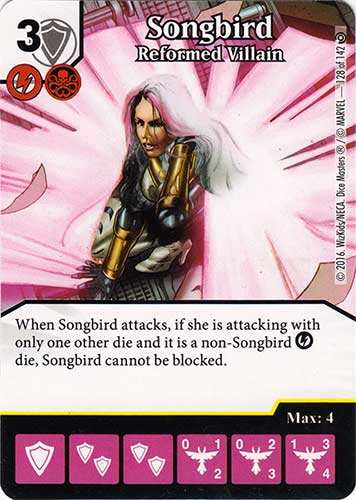 3
Songbird
Reformed Villain
128 of 142
© 2016. WizKids/NECA. Dice Masters ® / © MARVEL
When Songbird attacks, if she is attacking with
only one other die and it is a non-Songbird
die, Songbird cannot be blocked.
Max: 4
0 1 2
0 2 3
1 3 4